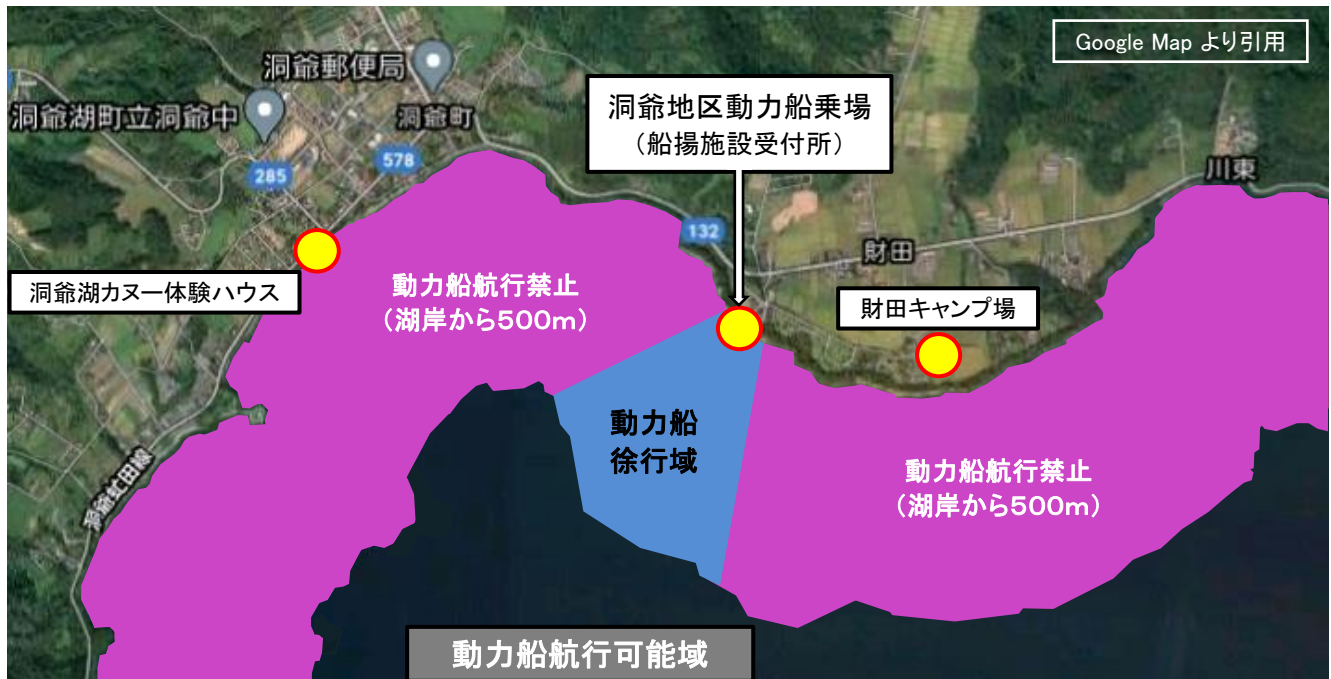 Google Map より引用
洞爺郵便局
洞爺湖町立洞爺中
洞爺町
洞爺地区動力船乗場
（船揚施設受付所）
578
285
川東
132
財田
洞爺湖カヌー体験ハウス
動力船航行禁止
（湖岸から500m）
財田キャンプ場
動力船
徐行域
動力船航行禁止
（湖岸から500m）
洞爺虻田線
動力船航行可能域